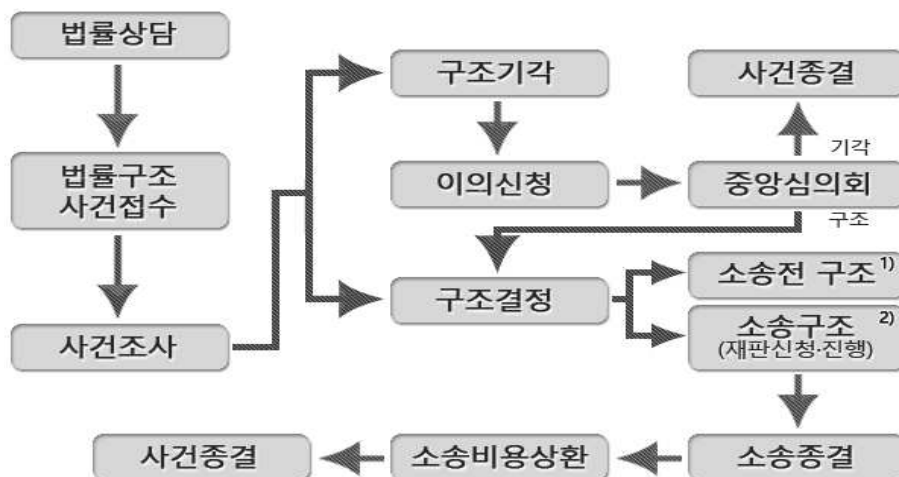 법률상담
구조기각
사건종결
기각
법률구조
사건접수
이의신청
중앙심의회
구조
구조결정
소송전 구조 1)
사건조사
소송구조 2)
(재판신청·진행)
사건종결
소송비용상환
소송종결